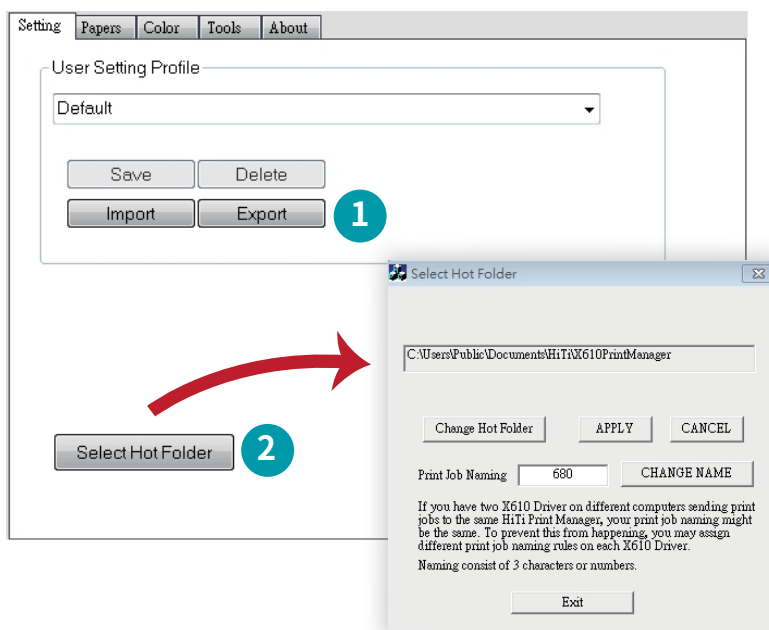 Setting Papers Color Tools About
User Setting Profile
Default
Save Delete
Import Export
1
Select Hot Folder
2
Select Hot Folder
C:\Users\Public\Documents\HiTi\X610PrintManager
Change Hot Folder APPLY CANCEL
Print Job Naming 680 CHANGE NAME
If you have two X610 Driver on different computers sending print
jobs to the same HiTi Print Manager, your print job naming might
be the same. To prevent this from happening, you may assign
different print job naming rules on each X610 Driver.
Naming consist of 3 characters or numbers.
Exit